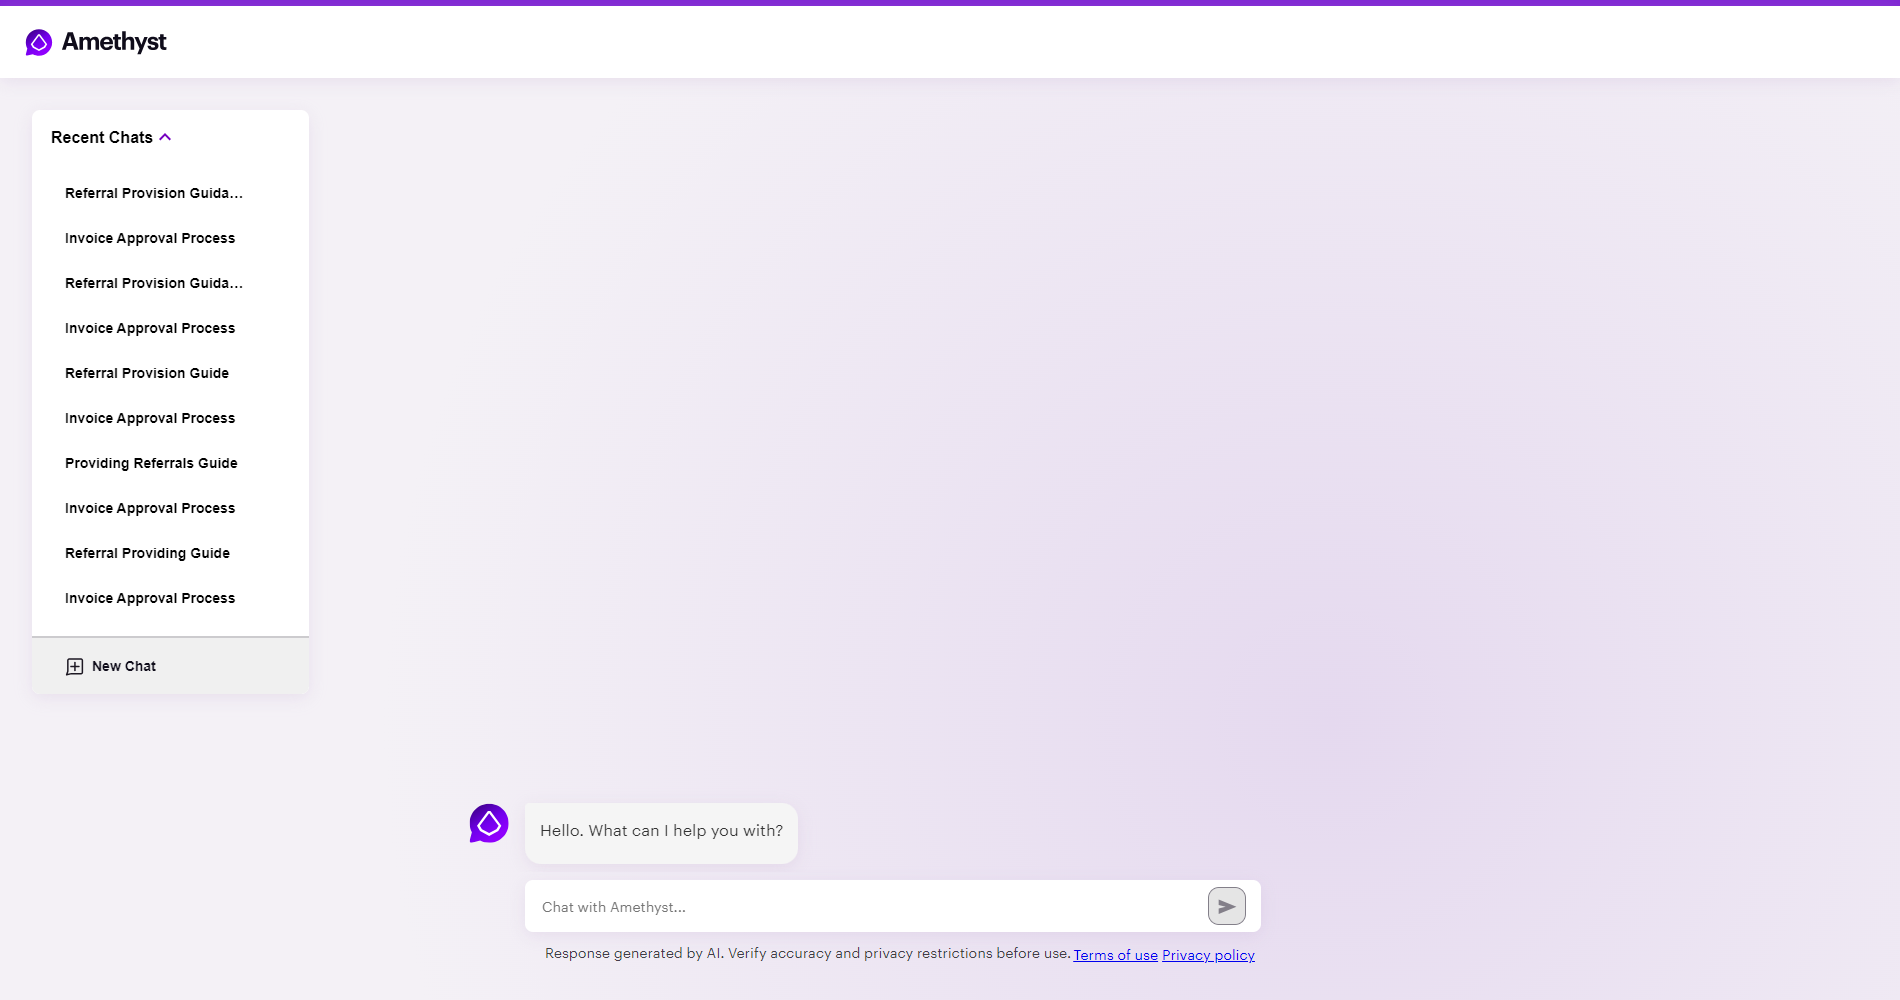 Amethyst
Recent Chats
Referral Provision Guida...
Invoice Approval Process
Referral Provision Guida...
Invoice Approval Process
Referral Provision Guide
Invoice Approval Process
Providing Referrals Guide
Invoice Approval Process
Referral Providing Guide
Invoice Approval Process
New Chat
Hello. What can I help you with?
Chat with Amethyst...
Response generated by AI. Verify accuracy and privacy restrictions before use. Terms of use Privacy policy